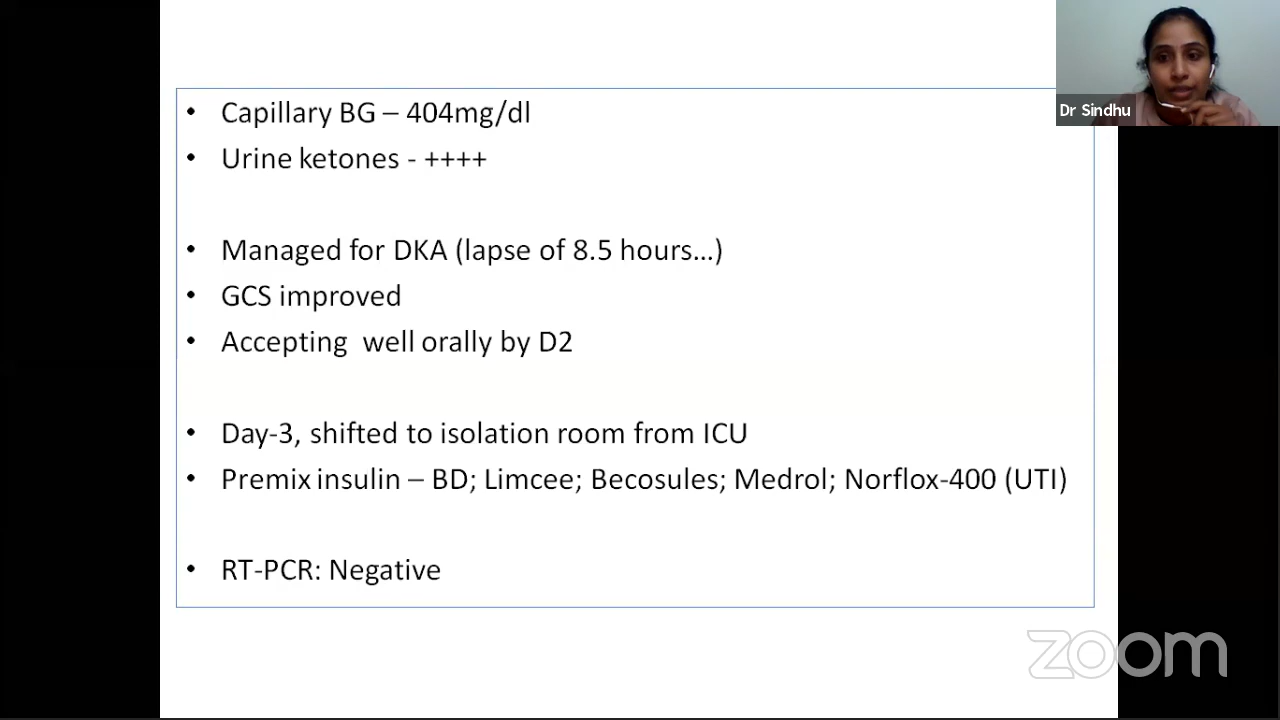 • Capillary BG – 404mg/dl
• Urine ketones - ++++
• Managed for DKA (lapse of 8.5 hours...)
• GCS improved
• Accepting well orally by D2
• Day-3, shifted to isolation room from ICU
• Premix insulin – BD; Limcee; Becosules; Medrol; Norflox-400 (UTI)
• RT-PCR: Negative
Dr Sindhu
zoom